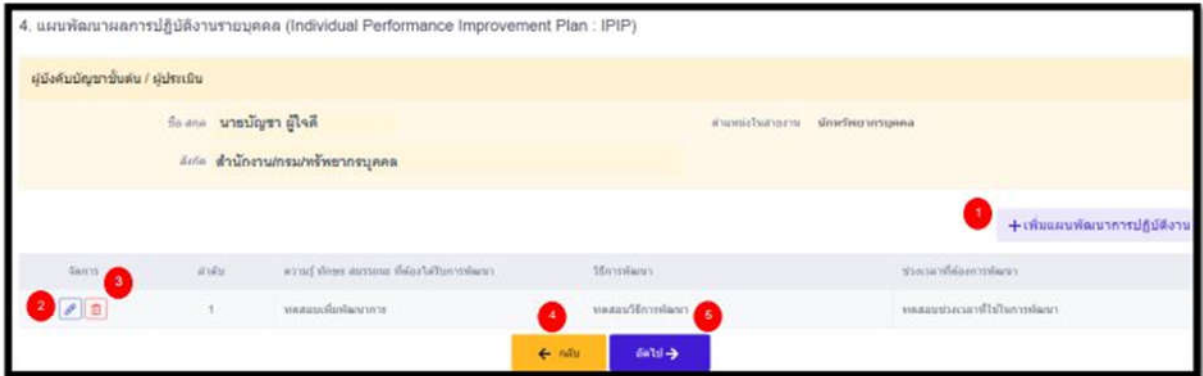 4. แผนพัฒนาผลการปฏิบัติงานรายบุคคล (Individual Performance Improvement Plan : IPIP)
ผู้บังคับบัญชาชั้นต้น / ผู้ประเมิน
ชื่อ สกุล นายบัญชา ผู้ใจดี ตำแหน่งในสายงาน นักทรัพยากรบุคคล
สังกัด สำนักงาน/กรม/ทรัพยากรบุคคล
1 +เพิ่มแผนพัฒนาการปฏิบัติงาน
จัดการ 3 ลำดับ ความรู้ ทักษะ สมรรถนะ ที่ต้องได้รับการพัฒนา วิธีการพัฒนา ช่วงเวลาที่ต้องการพัฒนา
2 1 ทดสอบเพิ่มพัฒนาการ ทดสอบวิธีการพัฒนา ทดสอบช่วงเวลาที่ใช้ในการพัฒนา
4 5
← กลับ ถัดไป →